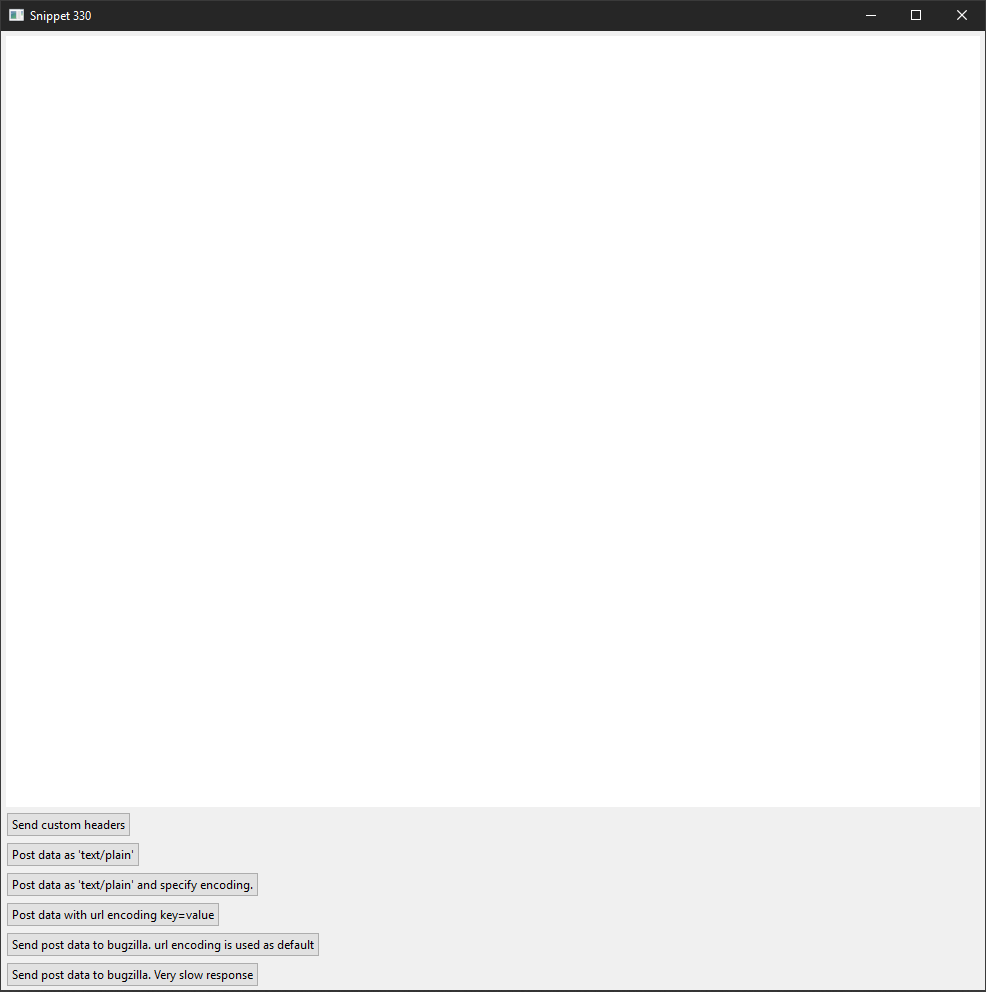 Snippet 330
Send custom headers
Post data as 'text/plain'
Post data as 'text/plain' and specify encoding.
Post data with url encoding key=value
Send post data to bugzilla. url encoding is used as default
Send post data to bugzilla. Very slow response